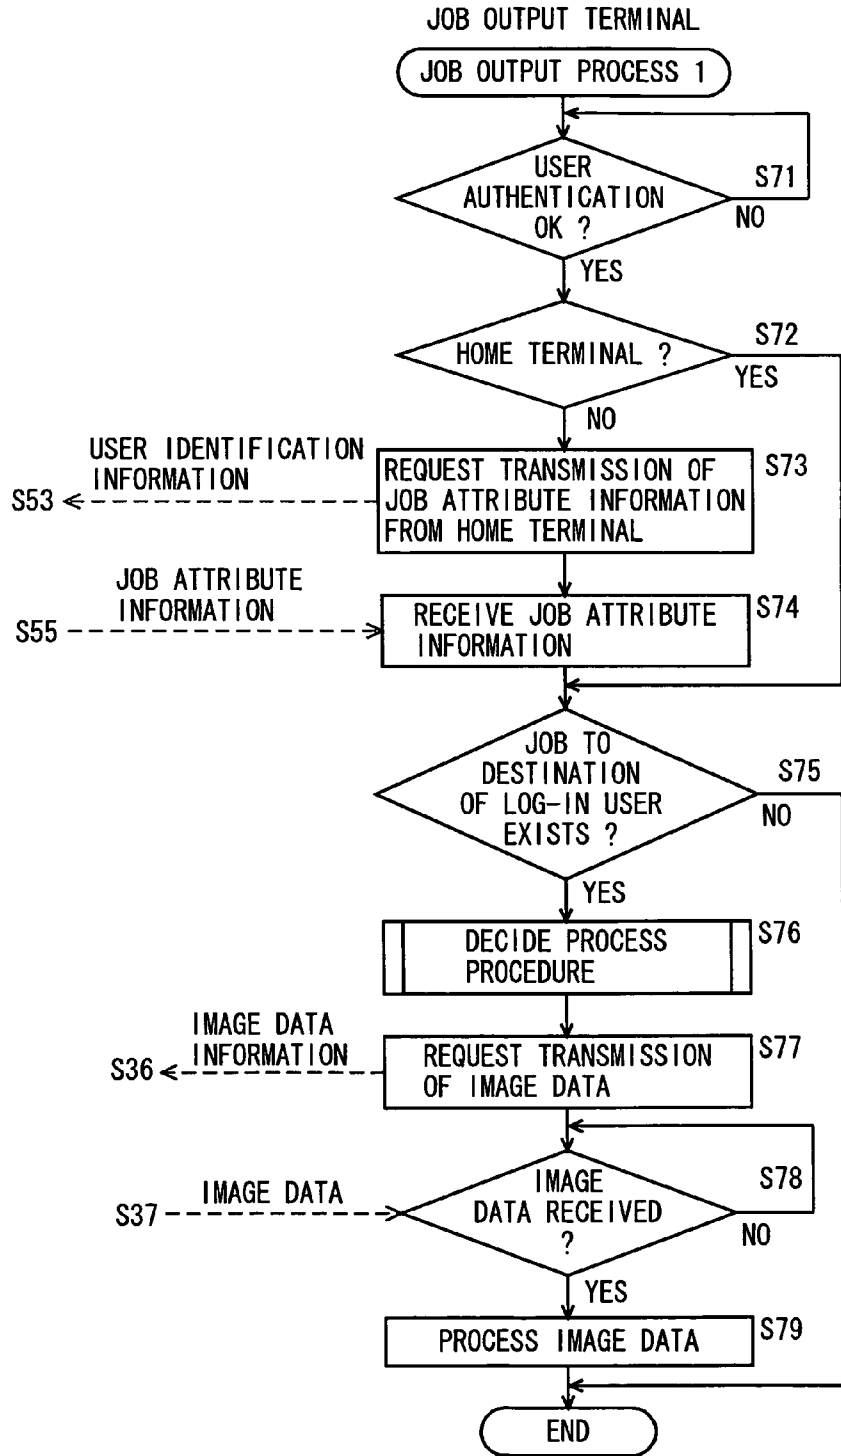 JOB OUTPUT TERMINAL
JOB OUTPUT PROCESS 1
USER
AUTHENTICATION
OK ?
S71
NO
YES
HOME TERMINAL ?
S72
YES
NO
USER IDENTIFICATION
INFORMATION
S53
REQUEST TRANSMISSION OF
JOB ATTRIBUTE INFORMATION
FROM HOME TERMINAL
S73
JOB ATTRIBUTE
INFORMATION
S55
RECEIVE JOB ATTRIBUTE
INFORMATION
S74
JOB TO
DESTINATION
OF LOG-IN USER
EXISTS ?
S75
NO
YES
DECIDE PROCESS
PROCEDURE
S76
IMAGE DATA
INFORMATION
S36
REQUEST TRANSMISSION
OF IMAGE DATA
S77
S37
IMAGE DATA
IMAGE
DATA RECEIVED
?
S78
NO
YES
PROCESS IMAGE DATA
S79
END